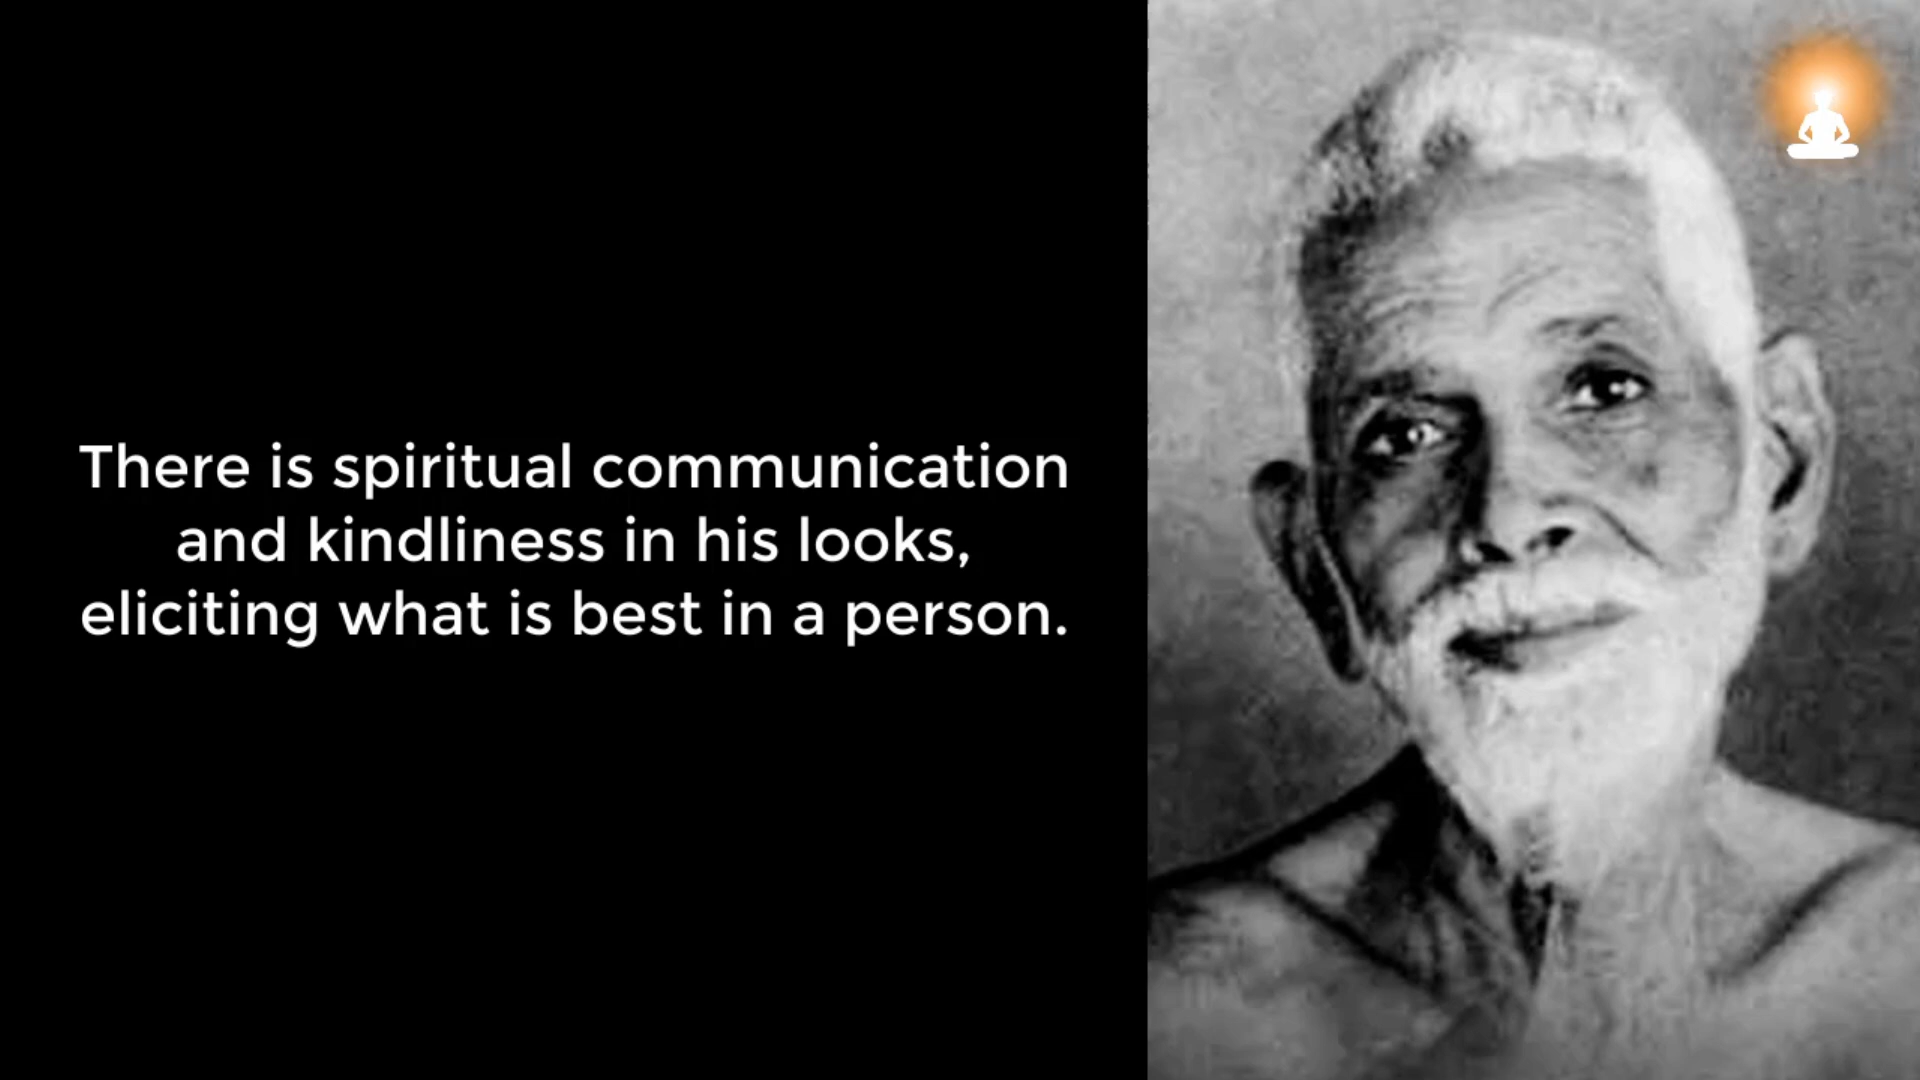 There is spiritual communication
and kindliness in his looks,
eliciting what is best in a person.